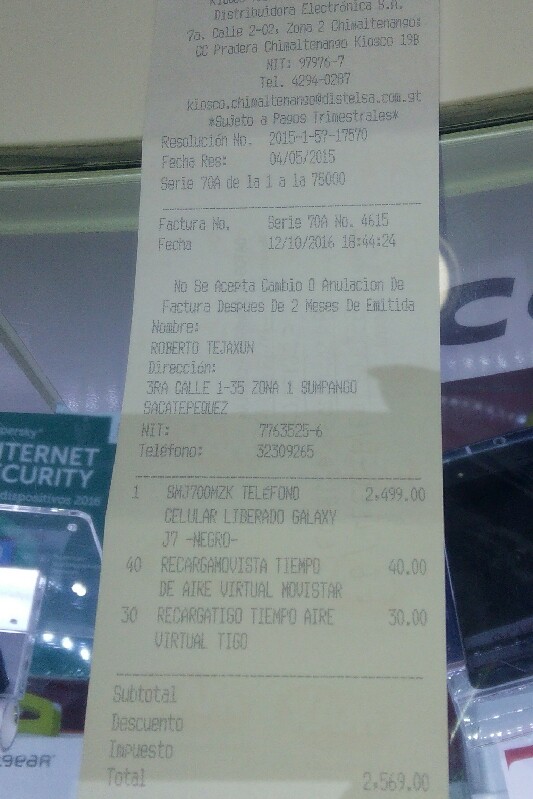 Distribuidora Electrónica S.A.
7a. Calle 2-02, Zona 2 Chimaltenango:
CC Pradera Chimaltenango Kiosco 19B
NIT: 97976-7
Tel. 4294-0287
kiosco.chimaltenango@distelsa.com.gt
*Sujeto a Pagos Trimestrales*
Resolución No. 2015-1-57-17570
Fecha Res: 04/05/2015
Serie 70A de la 1 a la 75000
Factura No. Serie 70A No. 4615
Fecha 12/10/2016 18:44:24
No Se Acepta Cambio O Anulacion De
Factura Despues De 2 Meses De Emitida
Nombre:
ROBERTO TEJAXUN
Dirección:
3RA CALLE 1-35 ZONA 1 SUMPANGO
SACATEPEQUEZ
NIT: 7763525-6
Teléfono: 32309265
1 SMJ700MZK TELEFONO 2,499.00
CELULAR LIBERADO GALAXY
J7 -NEGRO-
40 RECARGAMOVISTA TIEMPO 40.00
DE AIRE VIRTUAL MOVISTAR
30 RECARGATIGO TIEMPO AIRE 30.00
VIRTUAL TIGO
Subtotal
Descuento
Impuesto
Total 2,569.00
persky
NTERNET
ECURITY
dispositivos 2016
GEAR